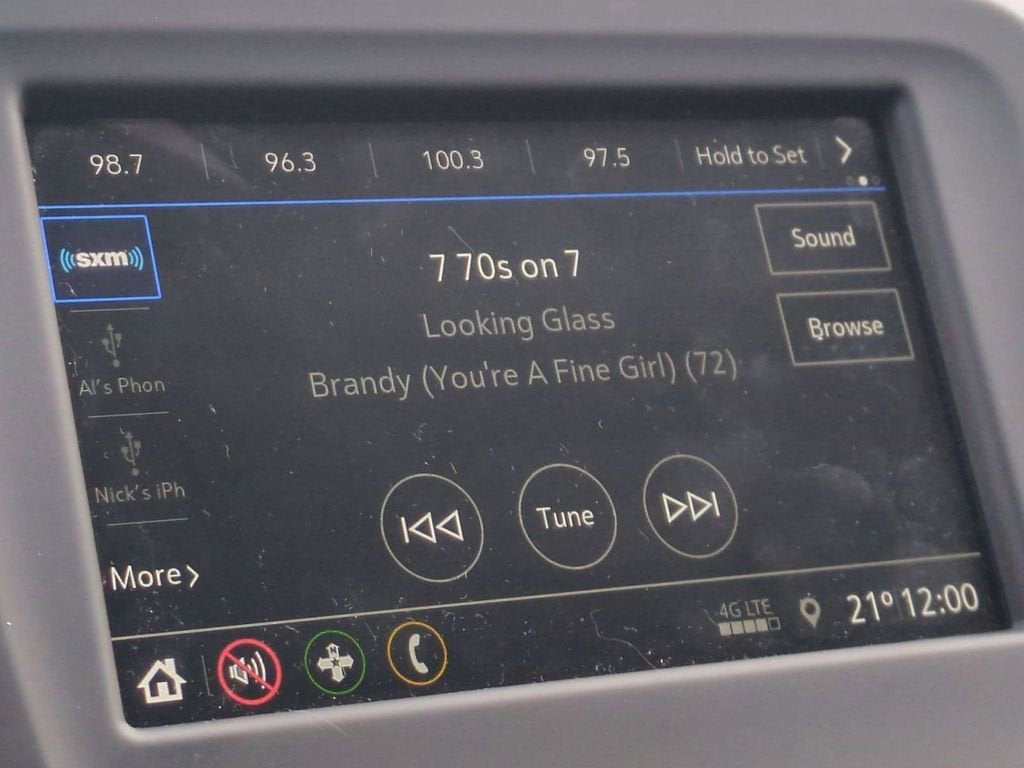 98.7 96.3 100.3 97.5 Hold to Set
sxm
7 70s on 7
Sound
Looking Glass
Browse
Brandy (You're A Fine Girl) (72)
Al's Phon
Nick's iPh
Tune
More
4G LTE
21° 12:00
N